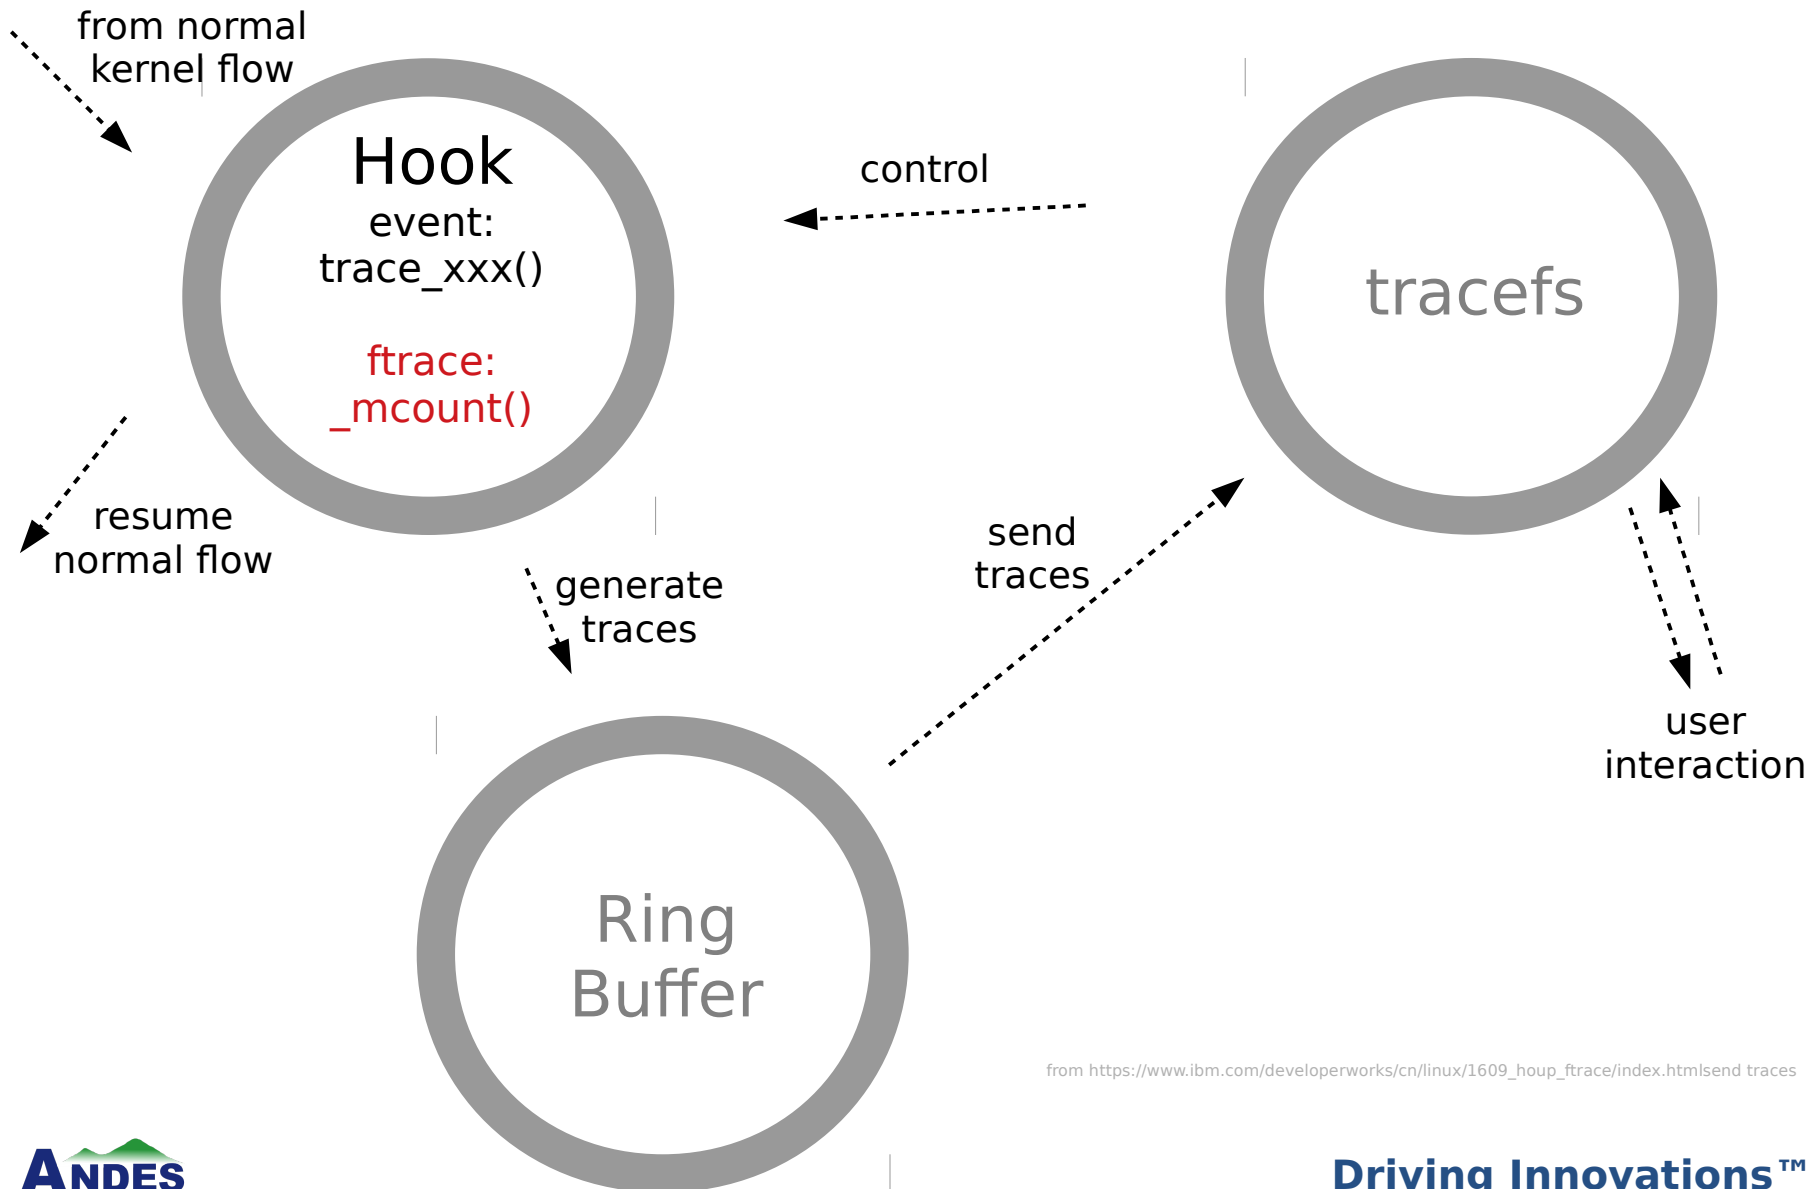 from normal
kernel flow
Hook
event:
trace_xxx()
ftrace:
_mcount()
control
tracefs
resume
normal flow
generate
traces
send
traces
user
interaction
Ring
Buffer
from https://www.ibm.com/developerworks/cn/linux/1609_houp_ftrace/index.htmlsend traces
ANDES
Driving Innovations™